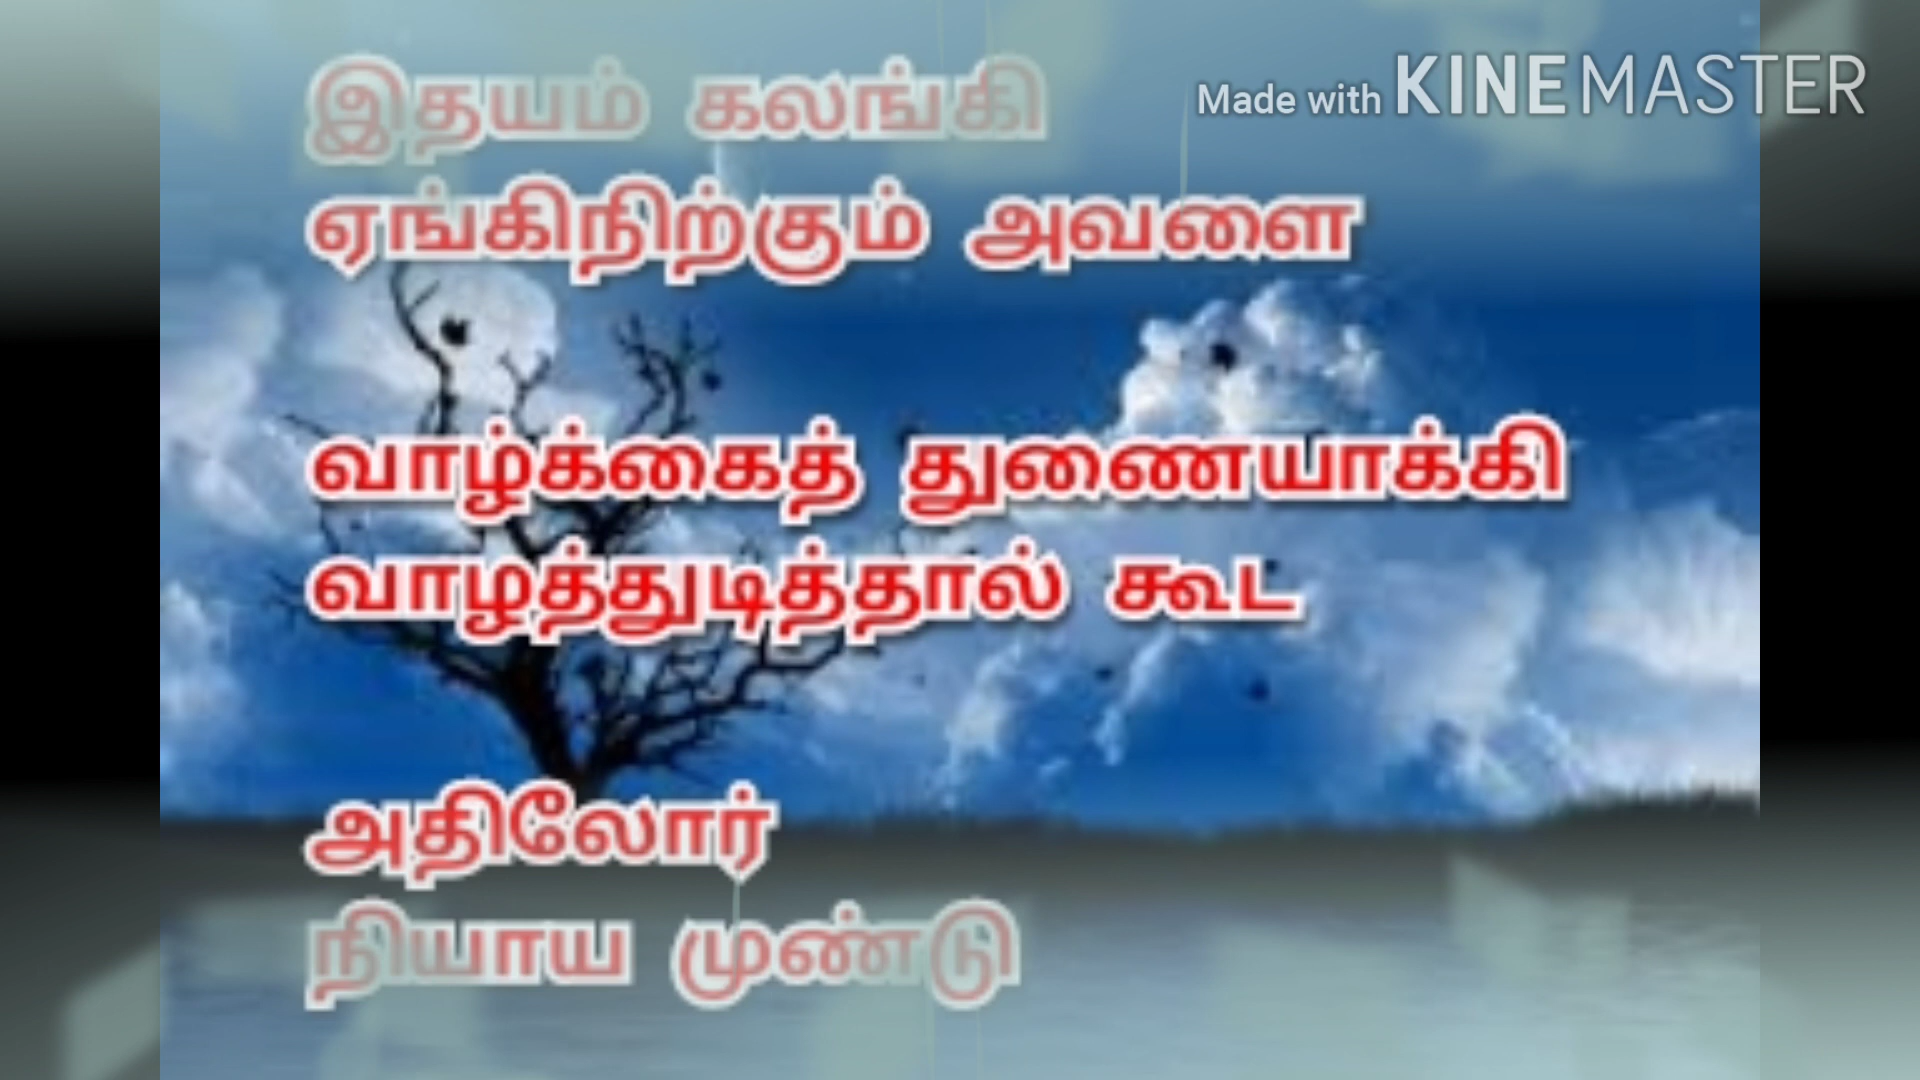 Made with KINEMASTER
இதயம் கலங்கி
ஏங்கிநிற்கும் அவளை
வாழ்க்கைத் துணையாக்கி
வாழத்துடித்தால் கூட
அதிலோர்
நியாய முண்டு